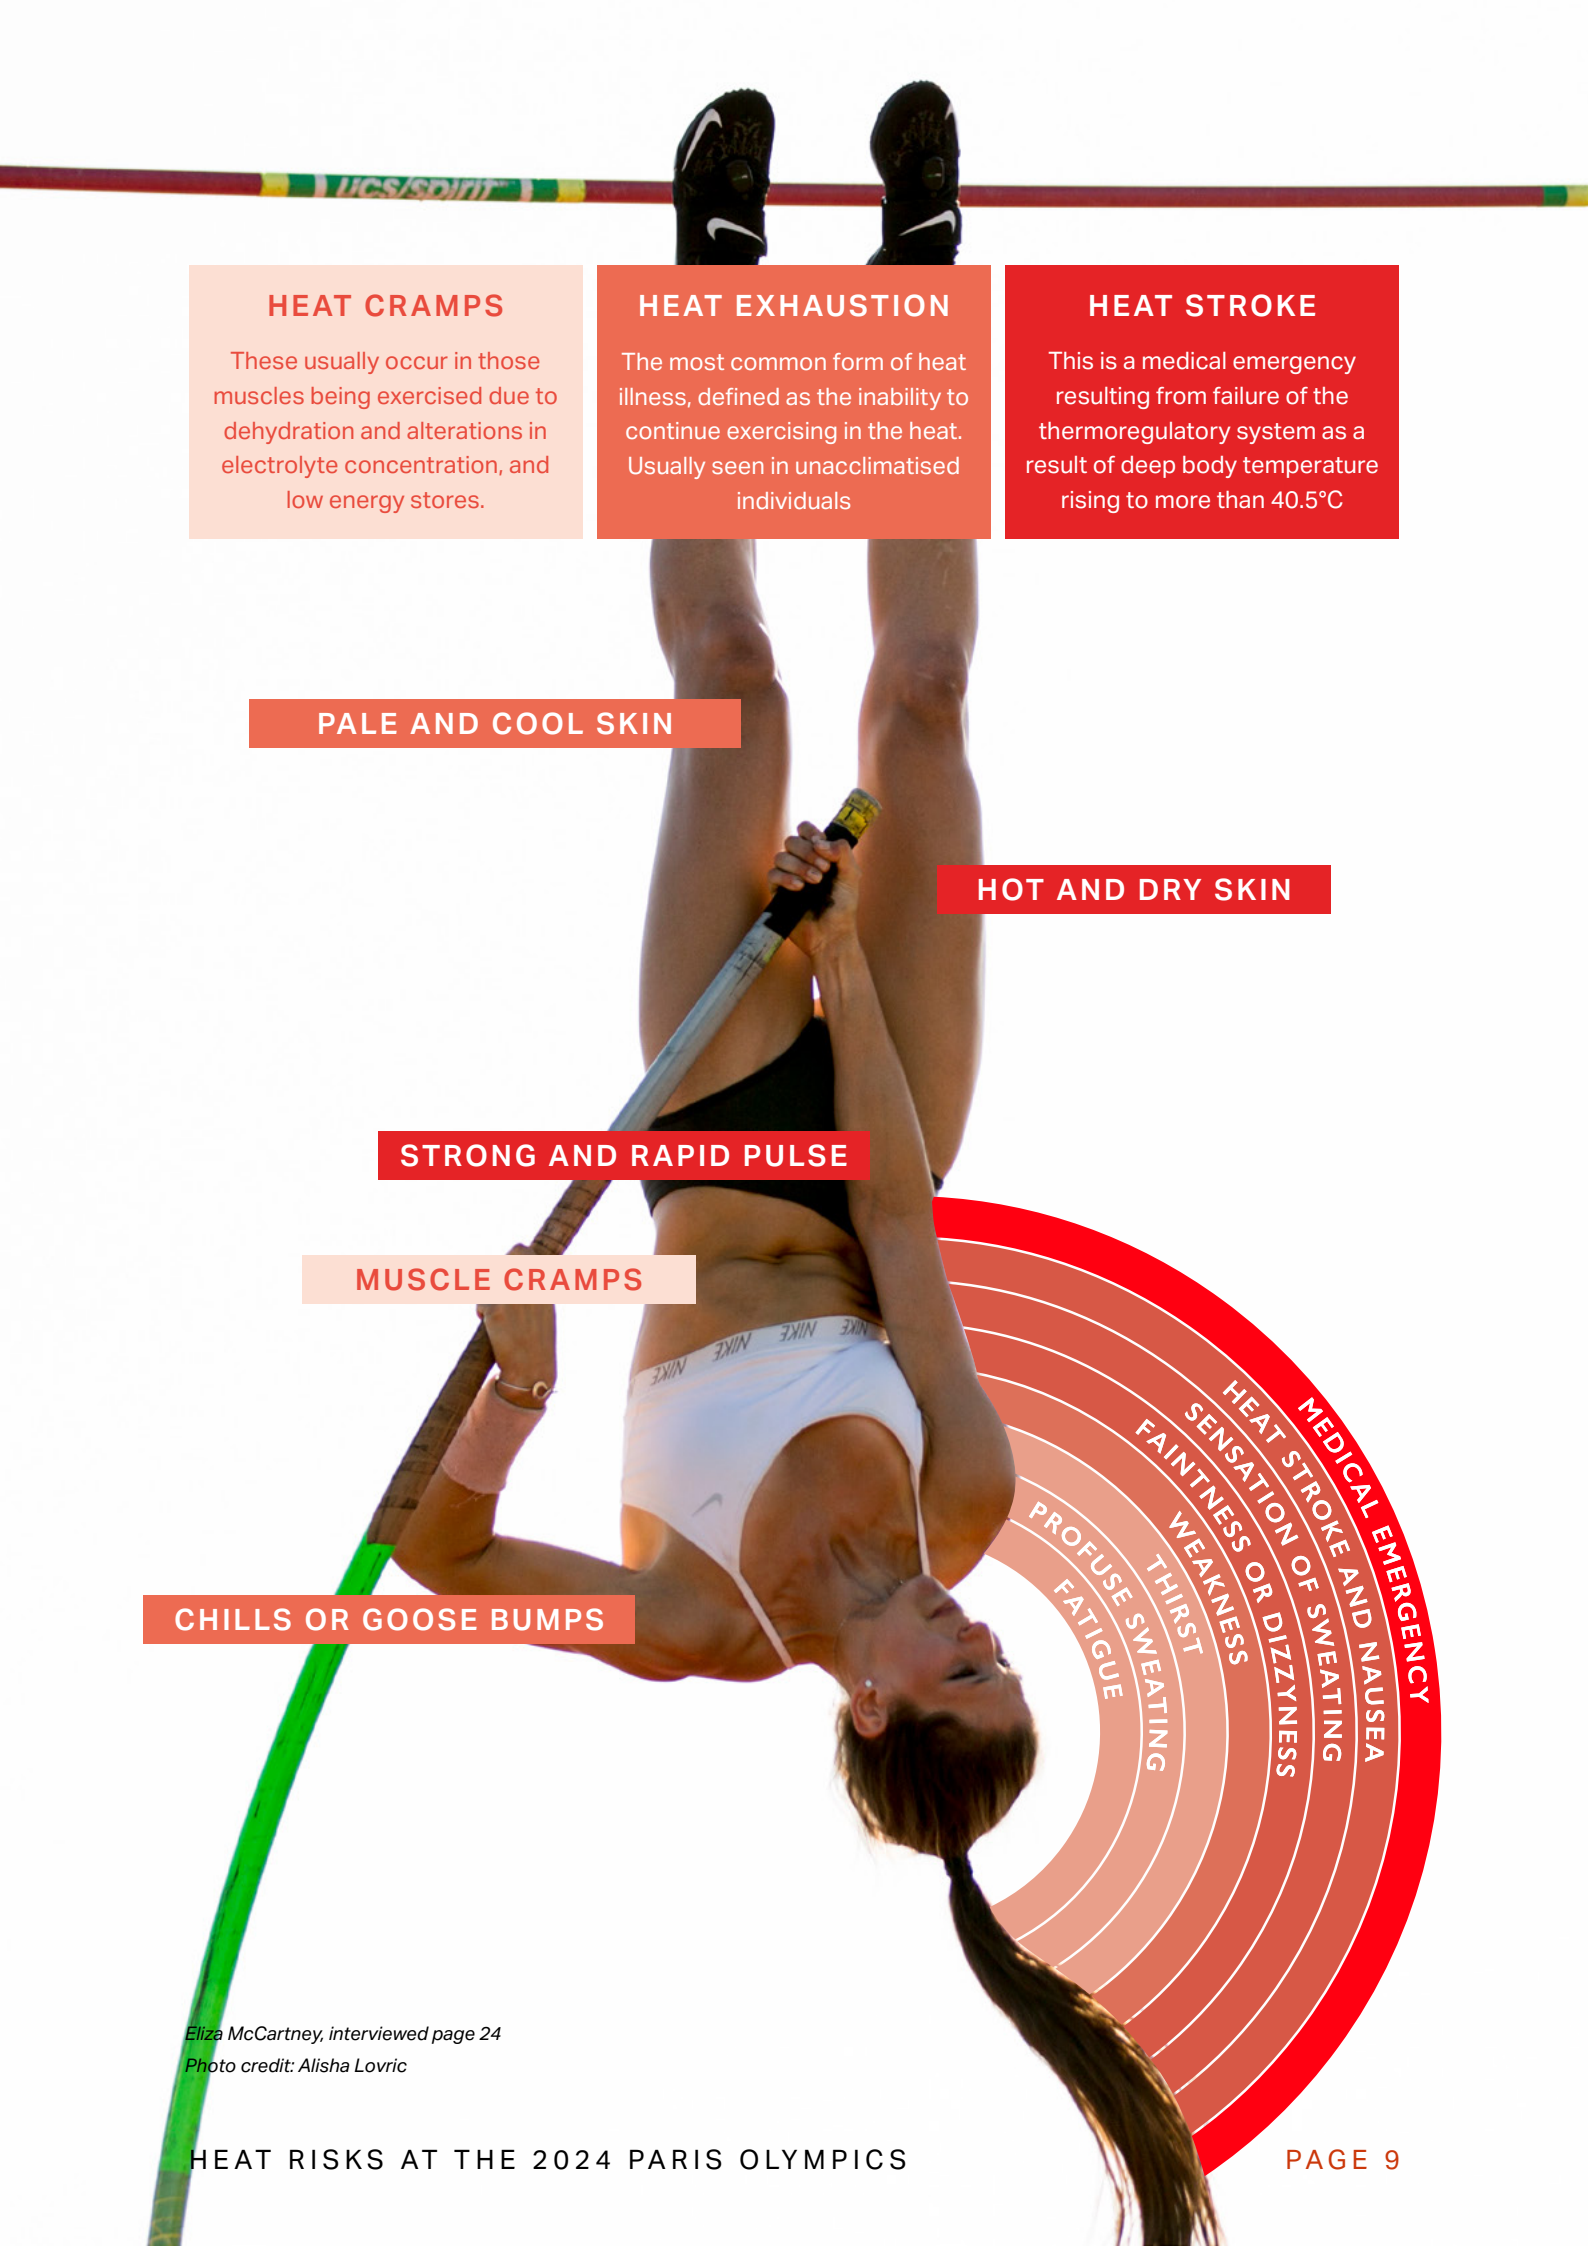 ucs/spirit
HEAT CRAMPS
These usually occur in those
muscles being exercised due to
dehydration and alterations in
electrolyte concentration, and
low energy stores.
HEAT EXHAUSTION
The most common form of heat
illness, defined as the inability to
continue exercising in the heat.
Usually seen in unacclimatised
individuals
HEAT STROKE
This is a medical emergency
resulting from failure of the
thermoregulatory system as a
result of deep body temperature
rising to more than 40.5°C
PALE AND COOL SKIN
HOT AND DRY SKIN
STRONG AND RAPID PULSE
MUSCLE CRAMPS
NIKE NIKE NIKE NIKE
CHILLS OR GOOSE BUMPS
MEDICAL EMERGENCY
HEAT STROKE AND NAUSEA
SENSATION OF SWEATING
FAINTNESS OR DIZZYNESS
WEAKNESS
THIRST
PROFUSE SWEATING
FATIGUE
Eliza McCartney, interviewed page 24
Photo credit: Alisha Lovric
HEAT RISKS AT THE 2024 PARIS OLYMPICS
PAGE 9